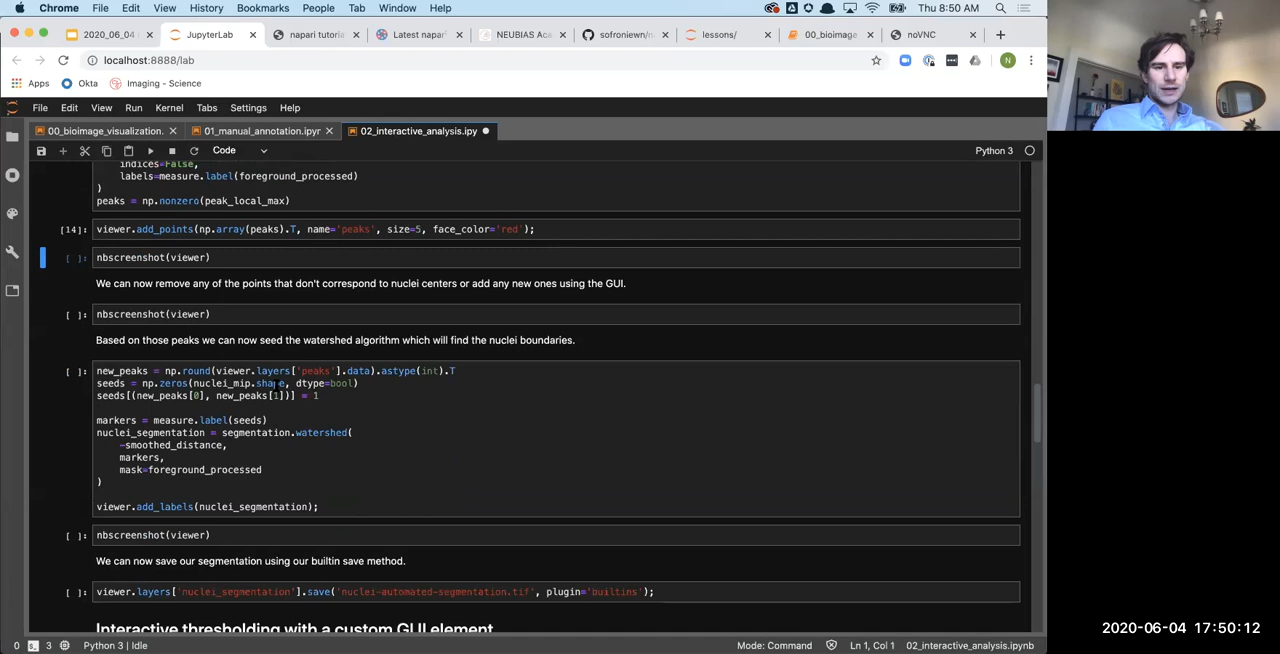 Chrome File Edit View History Bookmarks People Tab Window Help Thu 8:50 AM
2020_06_04 JupyterLab napari tutoria Latest napar NEUBIAS Aca sofroniewn/n lessons/ 00_bioimage_ noVNC
localhost:8888/lab N
Apps Okta Imaging - Science
File Edit View Run Kernel Tabs Settings Help
00_bioimage_visualization. 01_manual_annotation.ipyr 02_interactive_analysis.ipy
Code Python 3
indices=False,
labels=measure.label(foreground_processed)
)
peaks = np.nonzero(peak_local_max)
[14]: viewer.add_points(np.array(peaks).T, name='peaks', size=5, face_color='red');
[ ]: nbscreenshot(viewer)
We can now remove any of the points that don't correspond to nuclei centers or add any new ones using the GUI.
[ ]: nbscreenshot(viewer)
Based on those peaks we can now seed the watershed algorithm which will find the nuclei boundaries.
[ ]: new_peaks = np.round(viewer.layers['peaks'].data).astype(int).T
seeds = np.zeros(nuclei_mip.shape, dtype=bool)
seeds[(new_peaks[0], new_peaks[1])] = 1
markers = measure.label(seeds)
nuclei_segmentation = segmentation.watershed(
-smoothed_distance,
markers,
mask=foreground_processed
)
viewer.add_labels(nuclei_segmentation);
[ ]: nbscreenshot(viewer)
We can now save our segmentation using our builtin save method.
[ ]: viewer.layers['nuclei_segmentation'].save('nuclei-automated-segmentation.tif', plugin='builtins');
Interactive thresholding with a custom GUI element
0 3 Python 3 | Idle Mode: Command Ln 1, Col 1 02_interactive_analysis.ipynb
2020-06-04 17:50:12